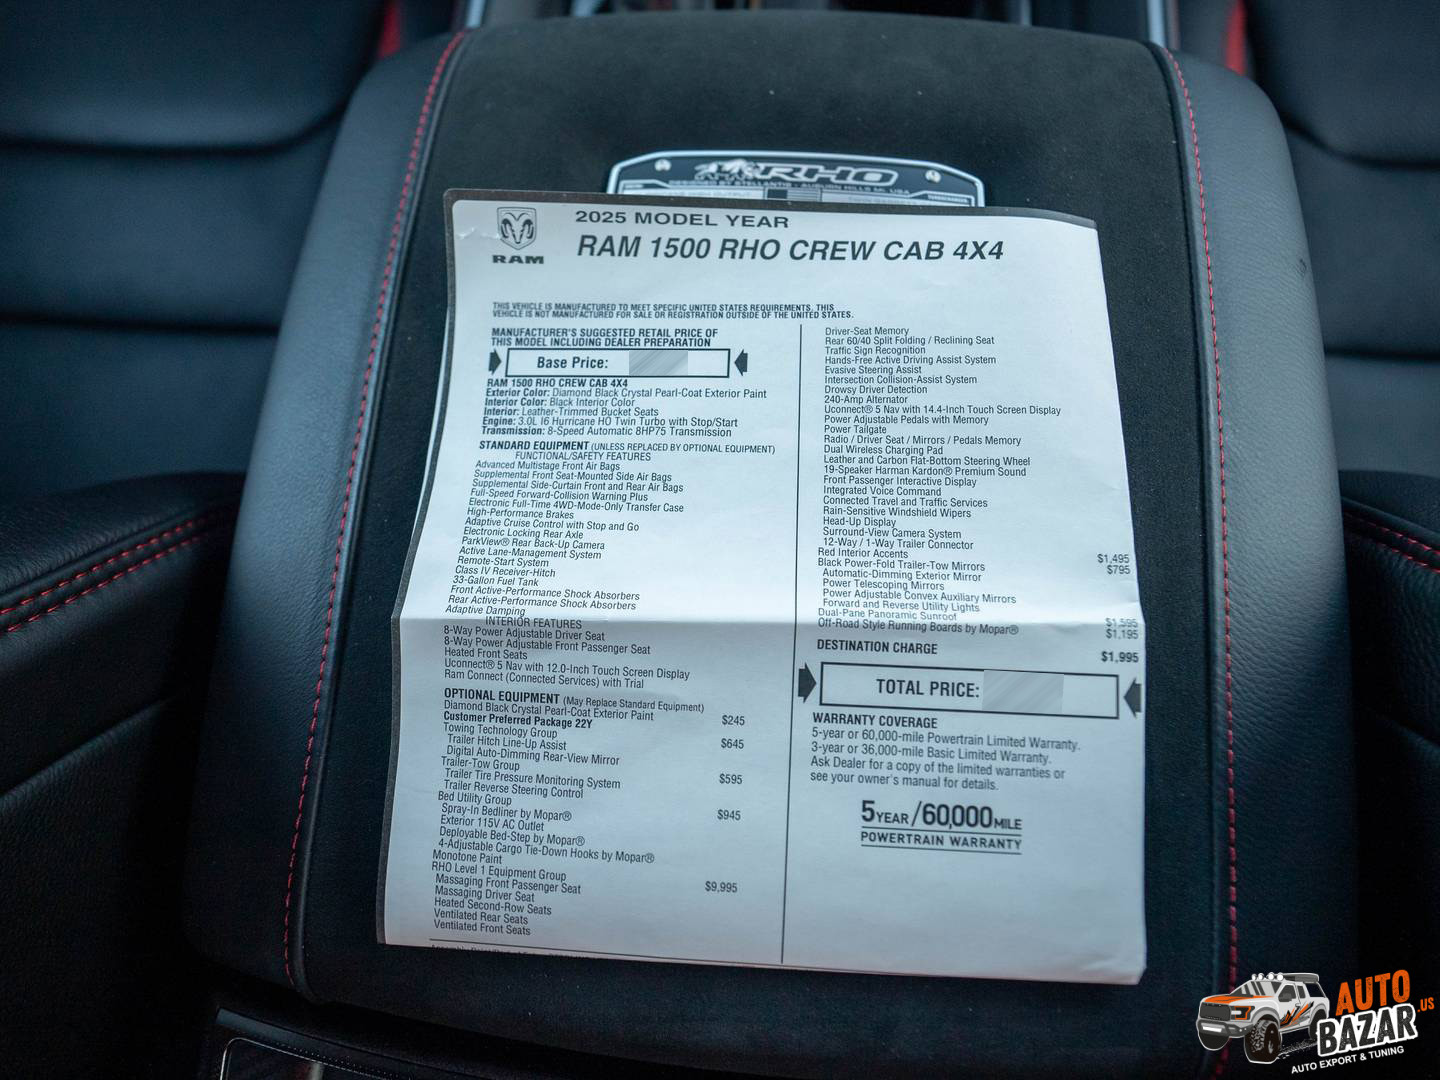 RHO
DESIGNED BY STELLANTIS - AUBURN HILLS MI, USA
RAM
2025 MODEL YEAR
RAM 1500 RHO CREW CAB 4X4
THIS VEHICLE IS MANUFACTURED TO MEET SPECIFIC UNITED STATES REQUIREMENTS. THIS
VEHICLE IS NOT MANUFACTURED FOR SALE OR REGISTRATION OUTSIDE OF THE UNITED STATES.
MANUFACTURER'S SUGGESTED RETAIL PRICE OF
THIS MODEL INCLUDING DEALER PREPARATION
Base Price:
RAM 1500 RHO CREW CAB 4X4
Exterior Color: Diamond Black Crystal Pearl-Coat Exterior Paint
Interior Color: Black Interior Color
Interior: Leather-Trimmed Bucket Seats
Engine: 3.0L I6 Hurricane HO Twin Turbo with Stop/Start
Transmission: 8-Speed Automatic 8HP75 Transmission
STANDARD EQUIPMENT (UNLESS REPLACED BY OPTIONAL EQUIPMENT)
FUNCTIONAL/SAFETY FEATURES
Advanced Multistage Front Air Bags
Supplemental Front Seat-Mounted Side Air Bags
Supplemental Side-Curtain Front and Rear Air Bags
Full-Speed Forward-Collision Warning Plus
Electronic Full-Time 4WD-Mode-Only Transfer Case
High-Performance Brakes
Adaptive Cruise Control with Stop and Go
Electronic Locking Rear Axle
ParkView® Rear Back-Up Camera
Active Lane-Management System
Remote-Start System
Class IV Receiver-Hitch
33-Gallon Fuel Tank
Front Active-Performance Shock Absorbers
Rear Active-Performance Shock Absorbers
Adaptive Damping
INTERIOR FEATURES
8-Way Power Adjustable Driver Seat
8-Way Power Adjustable Front Passenger Seat
Heated Front Seats
Uconnect® 5 Nav with 12.0-Inch Touch Screen Display
Ram Connect (Connected Services) with Trial
OPTIONAL EQUIPMENT (May Replace Standard Equipment)
Diamond Black Crystal Pearl-Coat Exterior Paint $245
Customer Preferred Package 22Y
Towing Technology Group $645
Trailer Hitch Line-Up Assist
Digital Auto-Dimming Rear-View Mirror
Trailer-Tow Group $595
Trailer Tire Pressure Monitoring System
Trailer Reverse Steering Control
Bed Utility Group $945
Spray-In Bedliner by Mopar®
Exterior 115V AC Outlet
Deployable Bed-Step by Mopar®
4-Adjustable Cargo Tie-Down Hooks by Mopar®
Monotone Paint
RHO Level 1 Equipment Group $9,995
Massaging Front Passenger Seat
Massaging Driver Seat
Heated Second-Row Seats
Ventilated Rear Seats
Ventilated Front Seats
Driver-Seat Memory
Rear 60/40 Split Folding / Reclining Seat
Traffic Sign Recognition
Hands-Free Active Driving Assist System
Evasive Steering Assist
Intersection Collision-Assist System
Drowsy Driver Detection
240-Amp Alternator
Uconnect® 5 Nav with 14.4-Inch Touch Screen Display
Power Adjustable Pedals with Memory
Power Tailgate
Radio / Driver Seat / Mirrors / Pedals Memory
Dual Wireless Charging Pad
Leather and Carbon Flat-Bottom Steering Wheel
19-Speaker Harman Kardon® Premium Sound
Front Passenger Interactive Display
Integrated Voice Command
Connected Travel and Traffic Services
Rain-Sensitive Windshield Wipers
Head-Up Display
Surround-View Camera System
12-Way / 1-Way Trailer Connector
Red Interior Accents $1,495
Black Power-Fold Trailer-Tow Mirrors $795
Automatic-Dimming Exterior Mirror
Power Telescoping Mirrors
Power Adjustable Convex Auxiliary Mirrors
Forward and Reverse Utility Lights
Dual-Pane Panoramic Sunroof $1,595
Off-Road Style Running Boards by Mopar® $1,195
DESTINATION CHARGE $1,995
TOTAL PRICE:
WARRANTY COVERAGE
5-year or 60,000-mile Powertrain Limited Warranty.
3-year or 36,000-mile Basic Limited Warranty.
Ask Dealer for a copy of the limited warranties or
see your owner's manual for details.
5 YEAR/60,000 MILE
POWERTRAIN WARRANTY
AUTO
BAZAR.US
AUTO EXPORT & TUNING